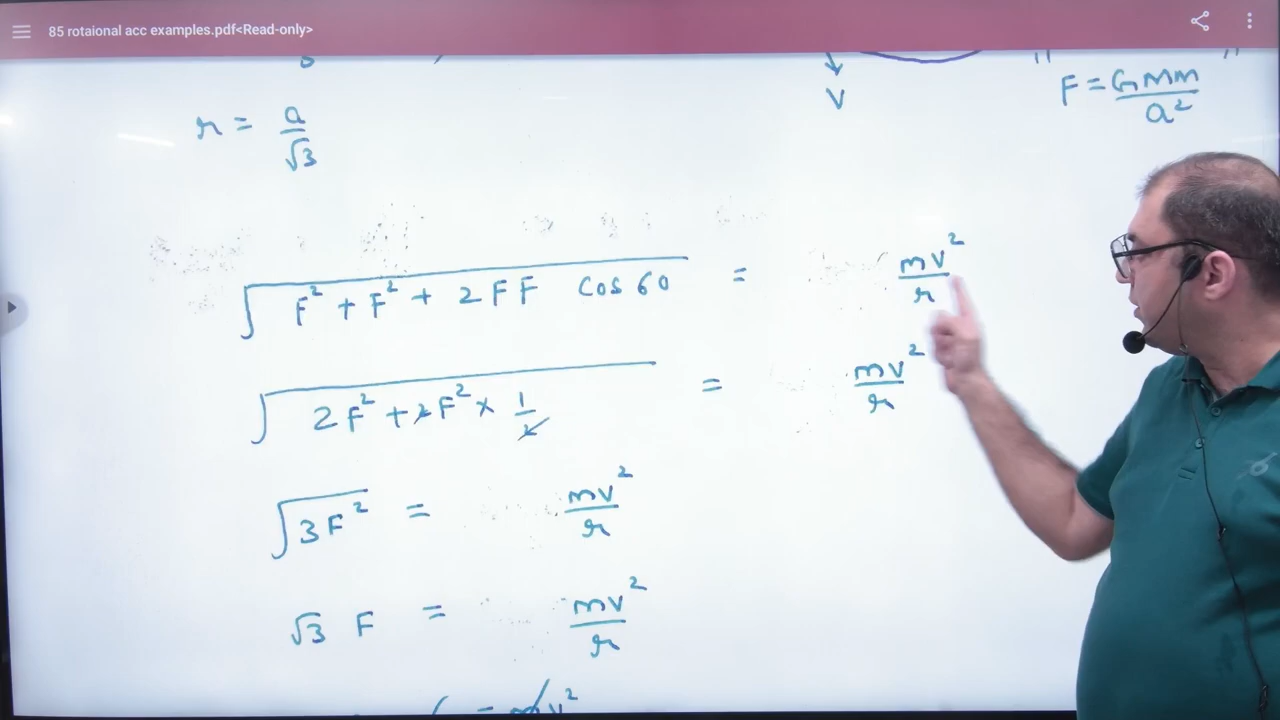 85 rotaional acc examples.pdf<Read-only>
V
F = GMm/a²
r = a/√3
√(F² + F² + 2FF cos 60) = mv²/r
√(2F² + 2F² × 1/2) = mv²/r
√(3F²) = mv²/r
√3 F = mv²/r
= mv²